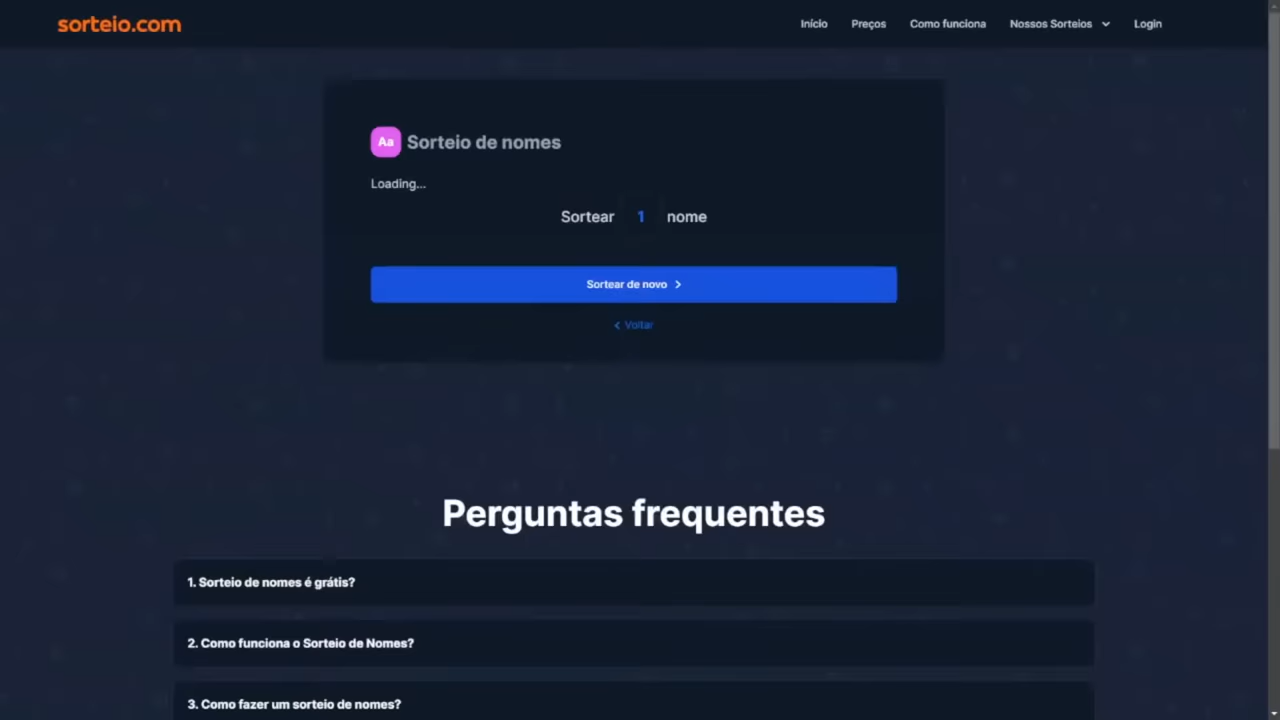 sorteio.com
Início Preços Como funciona Nossos Sorteios Login
Aa Sorteio de nomes
Loading...
Sortear 1 nome
Sortear de novo
Voltar
Perguntas frequentes
1. Sorteio de nomes é grátis?
2. Como funciona o Sorteio de Nomes?
3. Como fazer um sorteio de nomes?